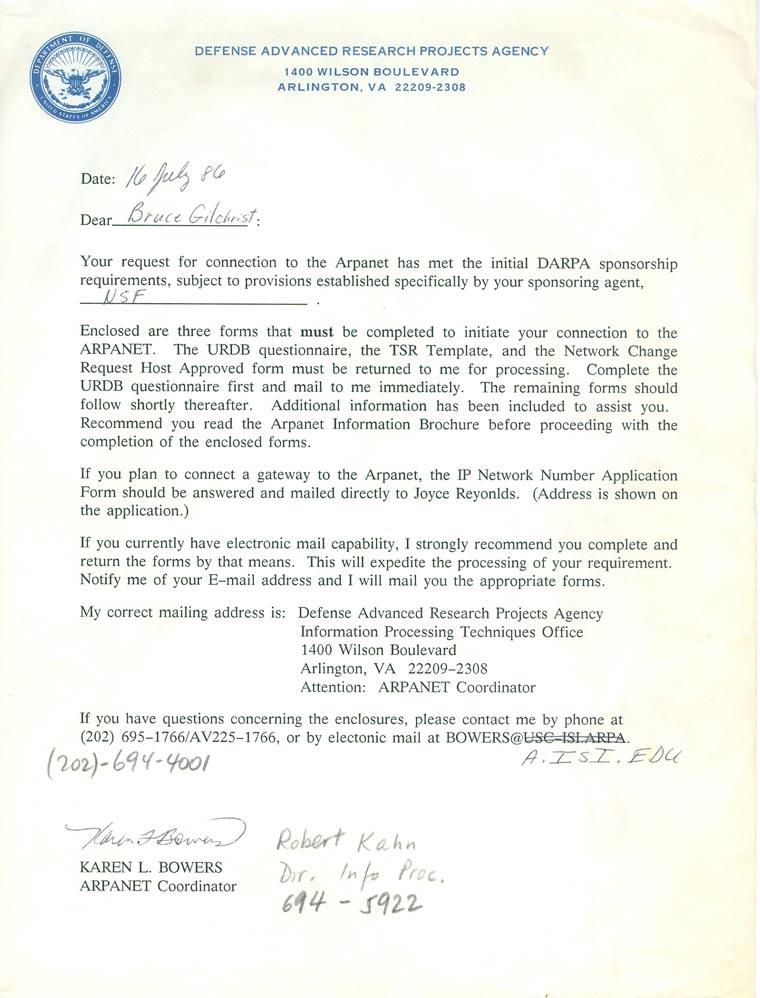 DEPARTMENT OF DEFENSE
UNITED STATES OF AMERICA
DEFENSE ADVANCED RESEARCH PROJECTS AGENCY
1400 WILSON BOULEVARD
ARLINGTON, VA 22209-2308
Date: 16 July 86
Dear Bruce Gilchrist:
Your request for connection to the Arpanet has met the initial DARPA sponsorship
requirements, subject to provisions established specifically by your sponsoring agent,
NSF .
Enclosed are three forms that must be completed to initiate your connection to the
ARPANET. The URDB questionnaire, the TSR Template, and the Network Change
Request Host Approved form must be returned to me for processing. Complete the
URDB questionnaire first and mail to me immediately. The remaining forms should
follow shortly thereafter. Additional information has been included to assist you.
Recommend you read the Arpanet Information Brochure before proceeding with the
completion of the enclosed forms.
If you plan to connect a gateway to the Arpanet, the IP Network Number Application
Form should be answered and mailed directly to Joyce Reyonlds. (Address is shown on
the application.)
If you currently have electronic mail capability, I strongly recommend you complete and
return the forms by that means. This will expedite the processing of your requirement.
Notify me of your E-mail address and I will mail you the appropriate forms.
My correct mailing address is: Defense Advanced Research Projects Agency
Information Processing Techniques Office
1400 Wilson Boulevard
Arlington, VA 22209-2308
Attention: ARPANET Coordinator
If you have questions concerning the enclosures, please contact me by phone at
(202) 695-1766/AV225-1766, or by electonic mail at BOWERS@USC-ISI.ARPA.
(202)-694-4001 A.ISI.EDU
Karen L Bowers
KAREN L. BOWERS
ARPANET Coordinator
Robert Kahn
Dir. Info Proc.
694-5922